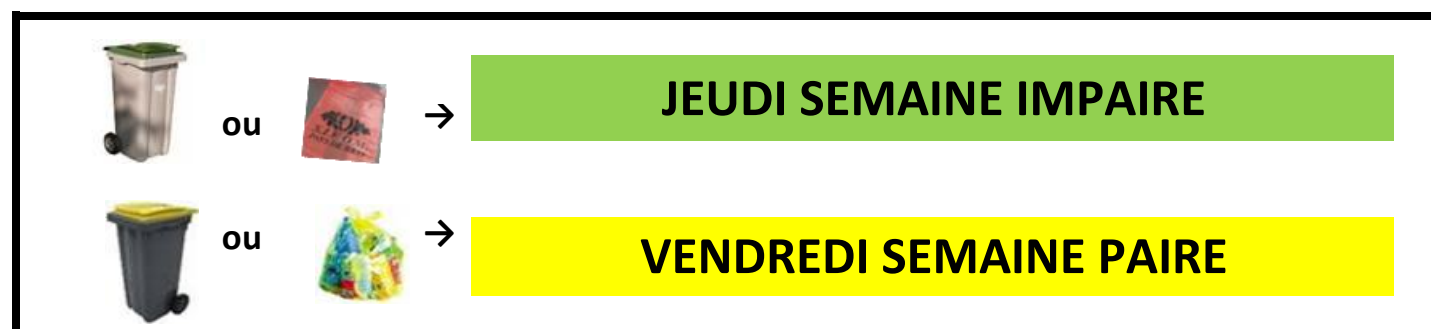 ou
→
JEUDI SEMAINE IMPAIRE
ou
→
VENDREDI SEMAINE PAIRE